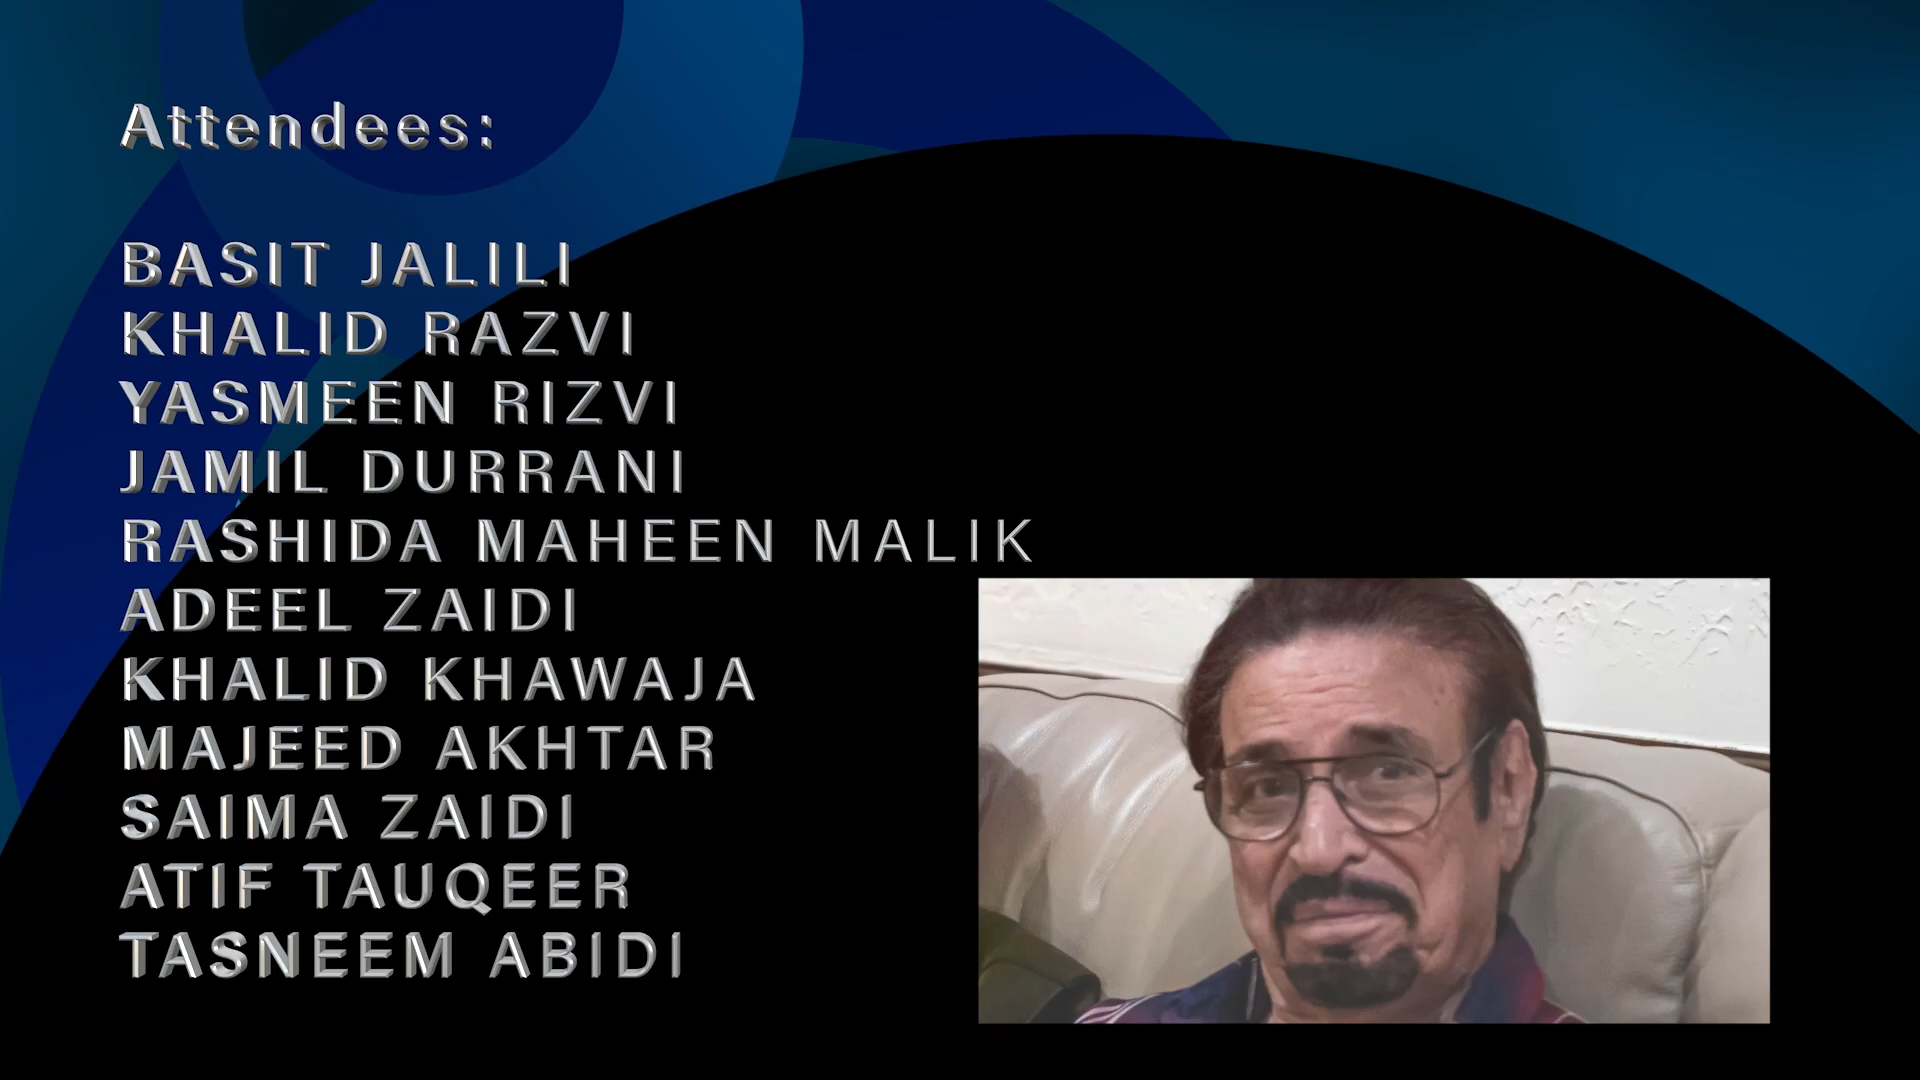 Attendees:
BASIT JALILI
KHALID RAZVI
YASMEEN RIZVI
JAMIL DURRANI
RASHIDA MAHEEN MALIK
ADEEL ZAIDI
KHALID KHAWAJA
MAJEED AKHTAR
SAIMA ZAIDI
ATIF TAUQEER
TASNEEM ABIDI